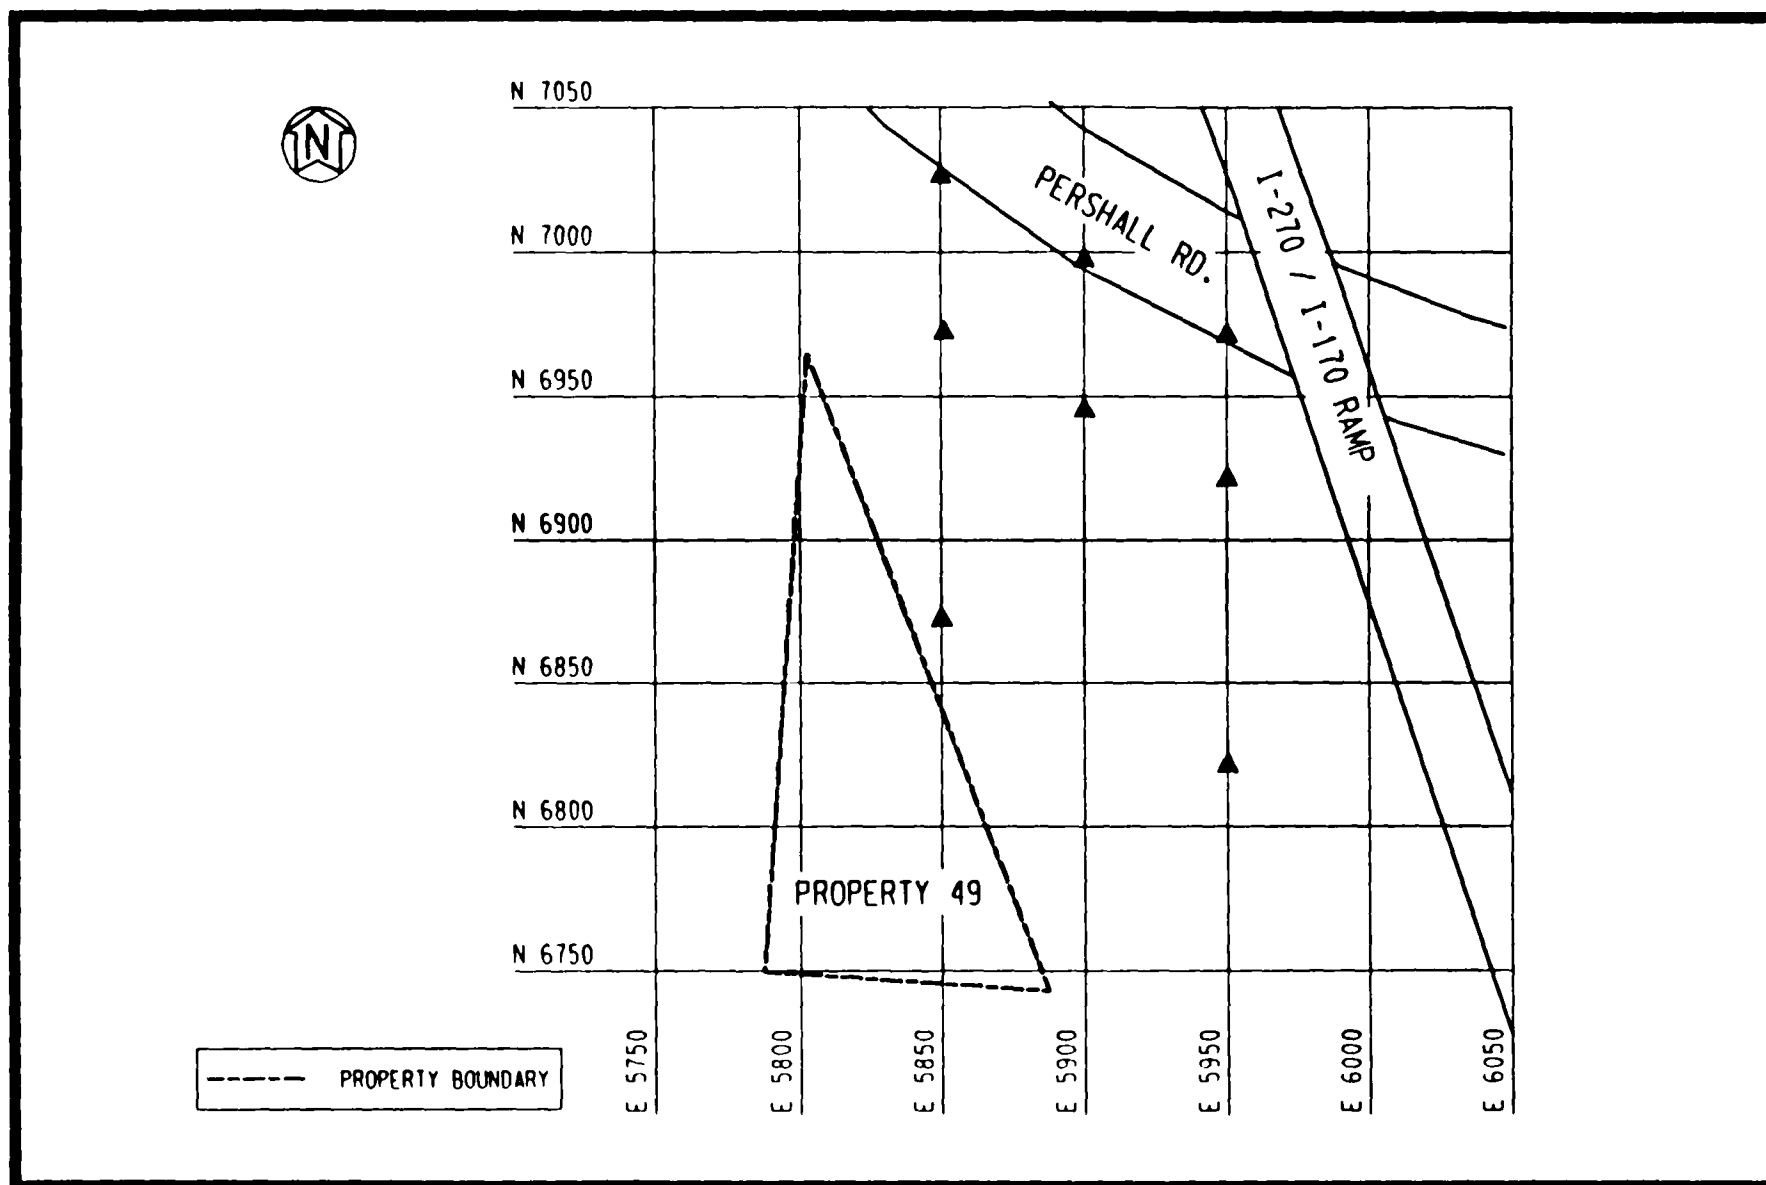 N 7050
N
PERSHALL RD.
I-270 / I-170 RAMP
N 7000
N 6950
N 6900
N 6850
N 6800
PROPERTY 49
N 6750
E 5750
E 5800
E 5850
E 5900
E 5950
E 6000
E 6050
PROPERTY BOUNDARY